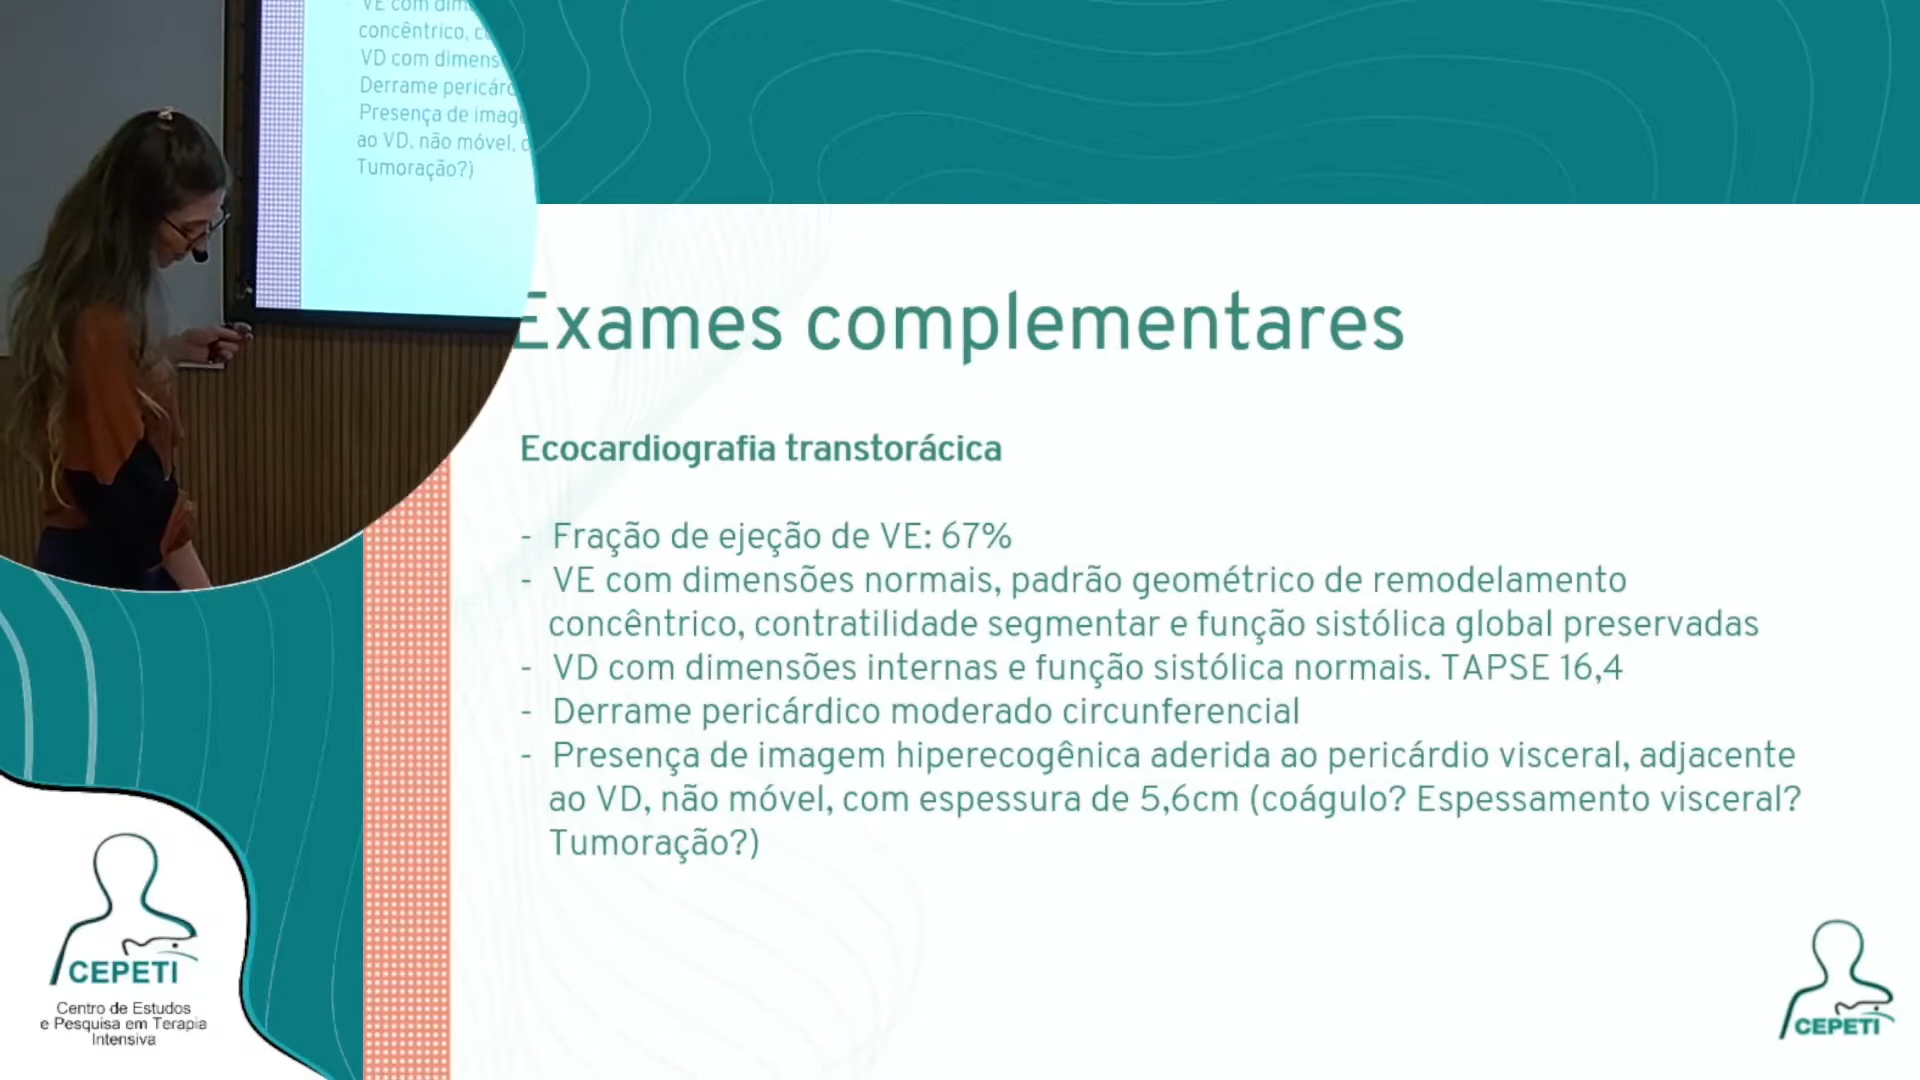 VE com dim
concêntrico, c
VD com dimens
Derrame pericárd
Presença de imag
ao VD, não móvel, c
Tumoração?)
Exames complementares
Ecocardiografia transtorácica
- Fração de ejeção de VE: 67%
- VE com dimensões normais, padrão geométrico de remodelamento
concêntrico, contratilidade segmentar e função sistólica global preservadas
- VD com dimensões internas e função sistólica normais. TAPSE 16,4
- Derrame pericárdico moderado circunferencial
- Presença de imagem hiperecogênica aderida ao pericárdio visceral, adjacente
ao VD, não móvel, com espessura de 5,6cm (coágulo? Espessamento visceral?
Tumoração?)
CEPETI
Centro de Estudos
e Pesquisa em Terapia
Intensiva
CEPETI